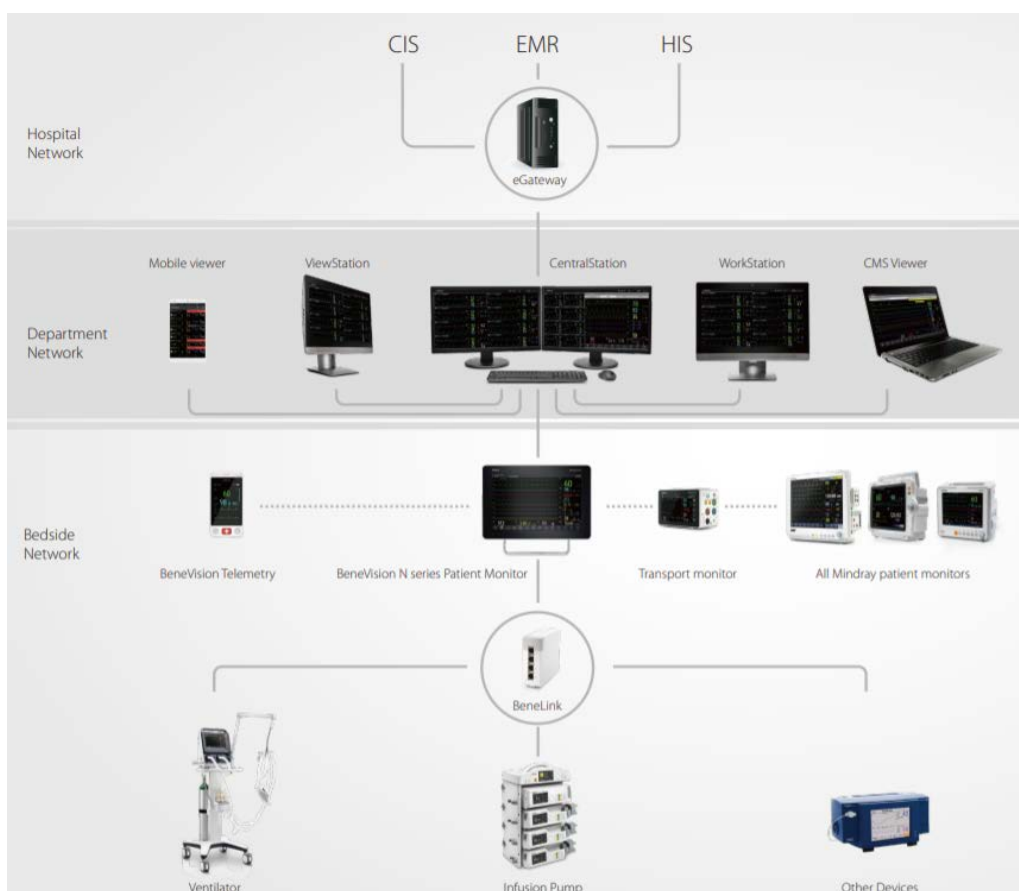 CIS EMR HIS
Hospital
Network
eGateway
Mobile viewer ViewStation CentralStation WorkStation CMS Viewer
Department
Network
Bedside
Network
BeneVision Telemetry BeneVision N series Patient Monitor Transport monitor All Mindray patient monitors
BeneLink
Ventilator Infusion Pump Other Devices